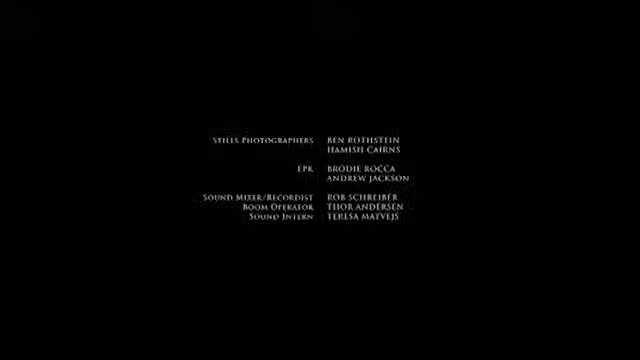 STILLS PHOTOGRAPHERS BEN ROTHSTEIN
HAMISH CAIRNS
EPK BRODIE ROCCA
ANDREW JACKSON
SOUND MIXER/RECORDIST ROB SCHREIBER
BOOM OPERATOR THOR ANDERSEN
SOUND INTERN TERESA MATVEJS